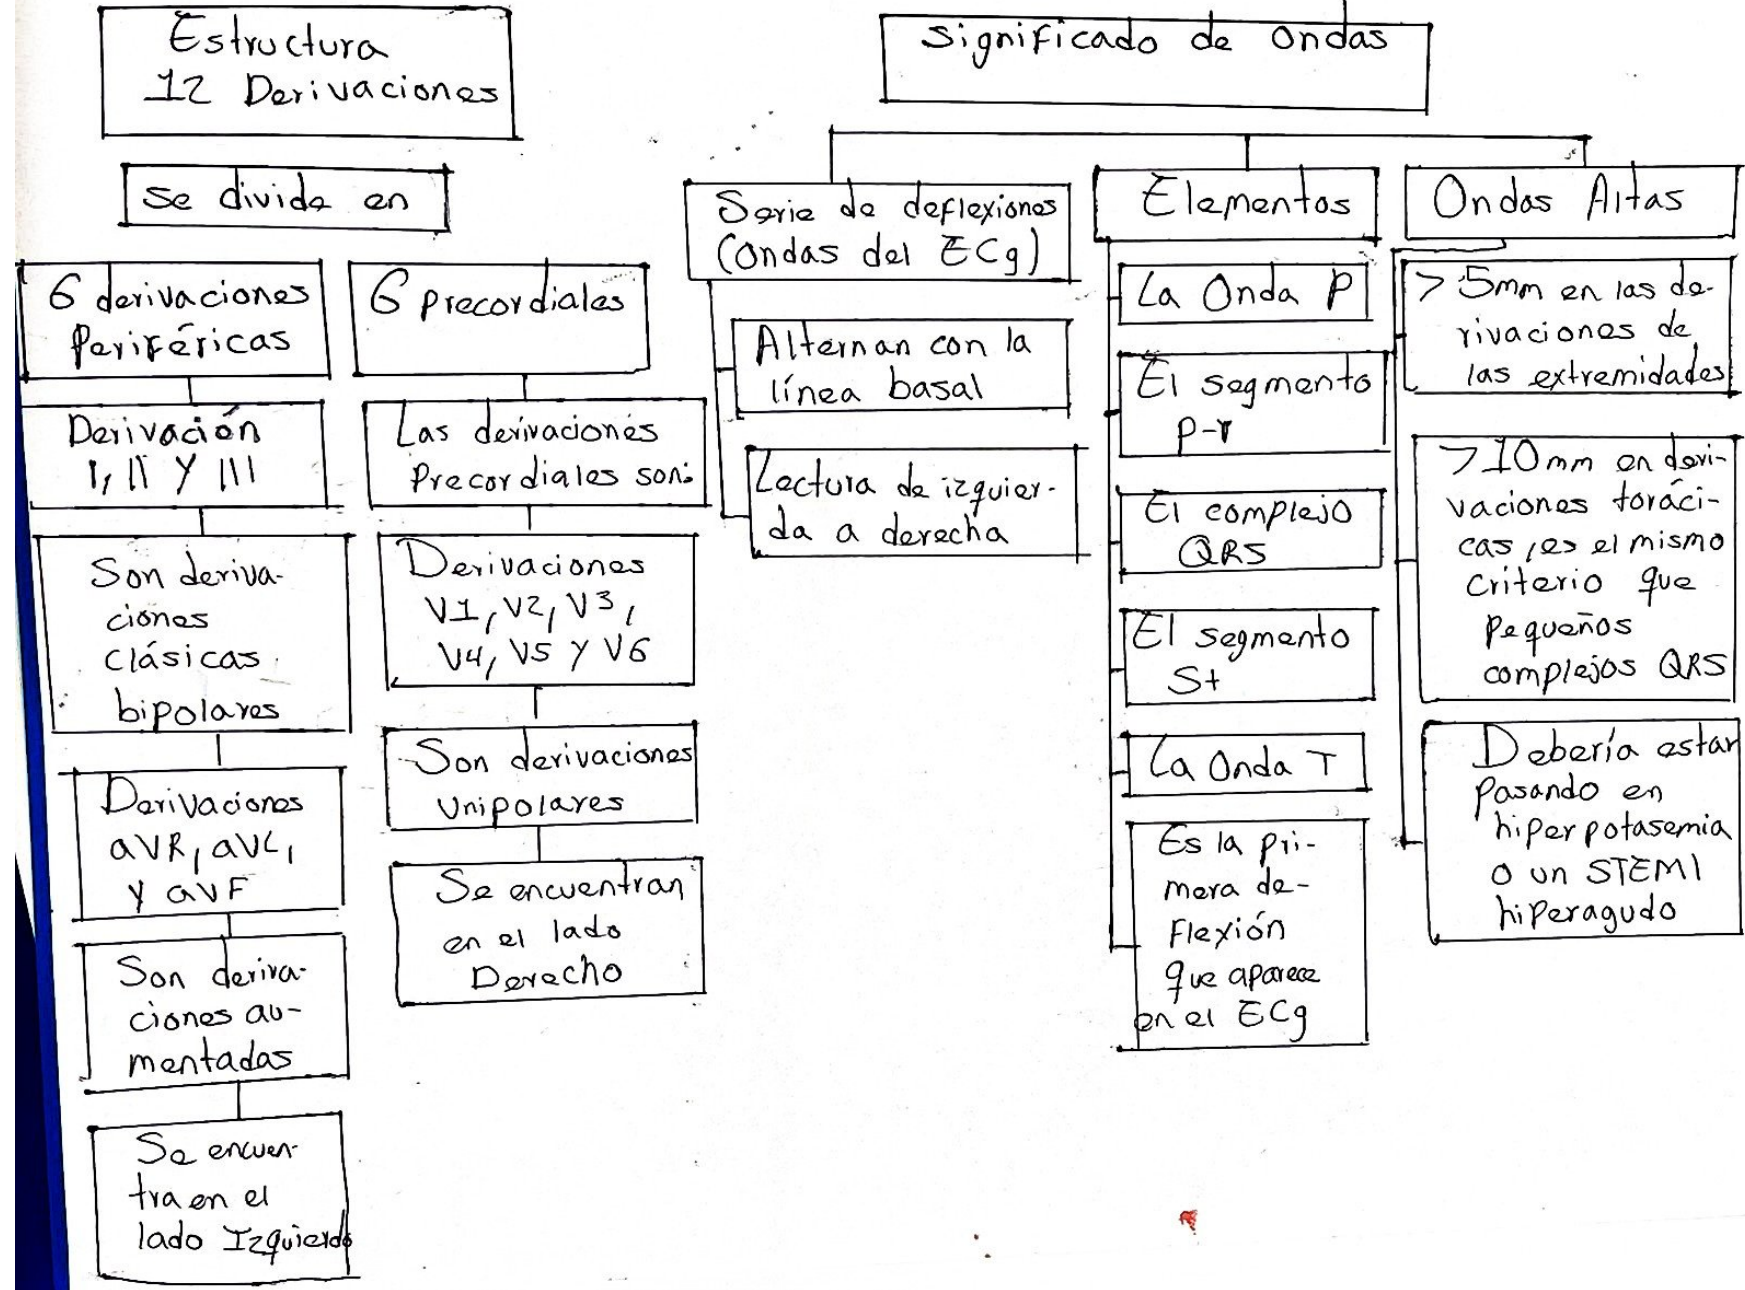 Estructura
12 Derivaciones
se divide en
6 derivaciones
Periféricas
Derivación
I, II y III
Son deriva-
ciones
clásicas
bipolares
Derivaciones
aVR, aVL,
y aVF
Son deriva-
ciones au-
mentadas
Se encuen-
tra en el
lado Izquierdo
6 precordiales
Las derivaciones
Precordiales son:
Derivaciones
V1, V2, V3,
V4, V5 y V6
Son derivaciones
Unipolares
Se encuentran
en el lado
Derecho
Significado de Ondas
Serie de deflexiones
(Ondas del ECg)
Alternan con la
línea basal
Lectura de izquier-
da a derecha
Elementos
La Onda P
El segmento
P-r
El complejo
QRS
El segmento
St
La Onda T
Es la pri-
mera de-
flexión
que aparece
en el ECg
Ondas Altas
> 5mm en las de-
rivaciones de
las extremidades
>10mm en deri-
vaciones toráci-
cas, es el mismo
criterio que
pequeños
complejos QRS
Debería estar
pasando en
hiperpotasemia
o un STEMI
hiperagudo